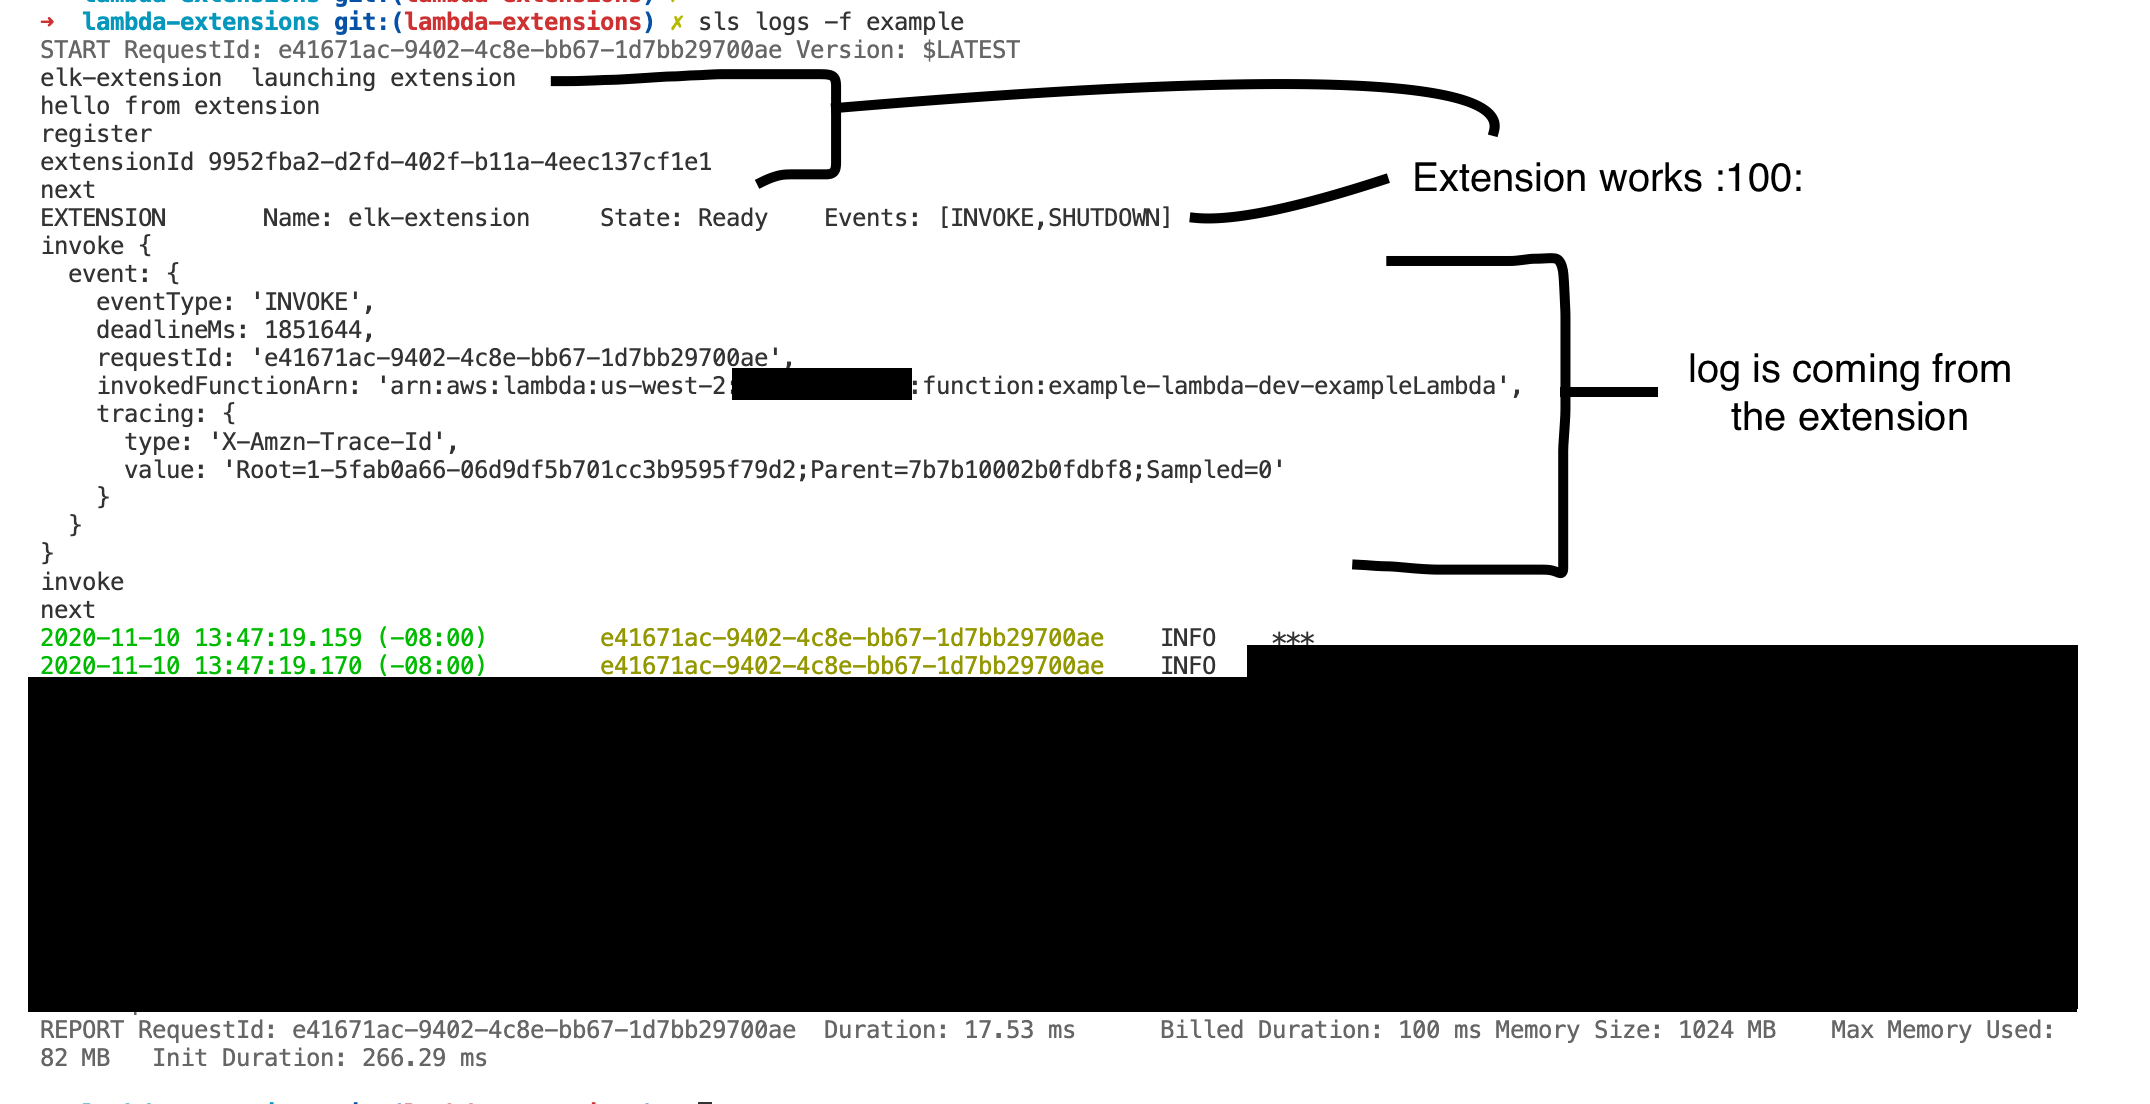 lambda-extensions git:(lambda-extensions) ✗
➜ lambda-extensions git:(lambda-extensions) ✗ sls logs -f example
START RequestId: e41671ac-9402-4c8e-bb67-1d7bb29700ae Version: $LATEST
elk-extension  launching extension
hello from extension
register
extensionId 9952fba2-d2fd-402f-b11a-4eec137cf1e1
next
Extension works :100:
EXTENSION	Name: elk-extension	State: Ready	Events: [INVOKE,SHUTDOWN]
invoke {
  event: {
    eventType: 'INVOKE',
    deadlineMs: 1851644,
    requestId: 'e41671ac-9402-4c8e-bb67-1d7bb29700ae',
    invokedFunctionArn: 'arn:aws:lambda:us-west-2: :function:example-lambda-dev-exampleLambda',
    tracing: {
      type: 'X-Amzn-Trace-Id',
      value: 'Root=1-5fab0a66-06d9df5b701cc3b9595f79d2;Parent=7b7b10002b0fdbf8;Sampled=0'
    }
  }
}
log is coming from
the extension
invoke
next
2020-11-10 13:47:19.159 (-08:00)	e41671ac-9402-4c8e-bb67-1d7bb29700ae	INFO	***
2020-11-10 13:47:19.170 (-08:00)	e41671ac-9402-4c8e-bb67-1d7bb29700ae	INFO
REPORT RequestId: e41671ac-9402-4c8e-bb67-1d7bb29700ae	Duration: 17.53 ms	Billed Duration: 100 ms Memory Size: 1024 MB	Max Memory Used:
82 MB	Init Duration: 266.29 ms